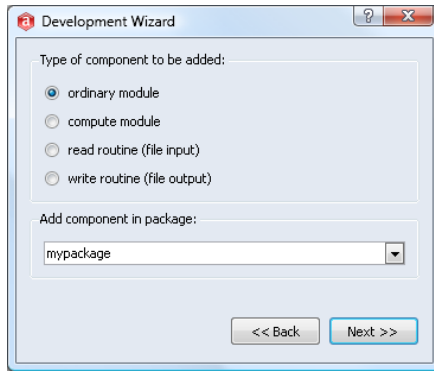 Development Wizard
Type of component to be added:
ordinary module
compute module
read routine (file input)
write routine (file output)
Add component in package:
mypackage
<< Back Next >>